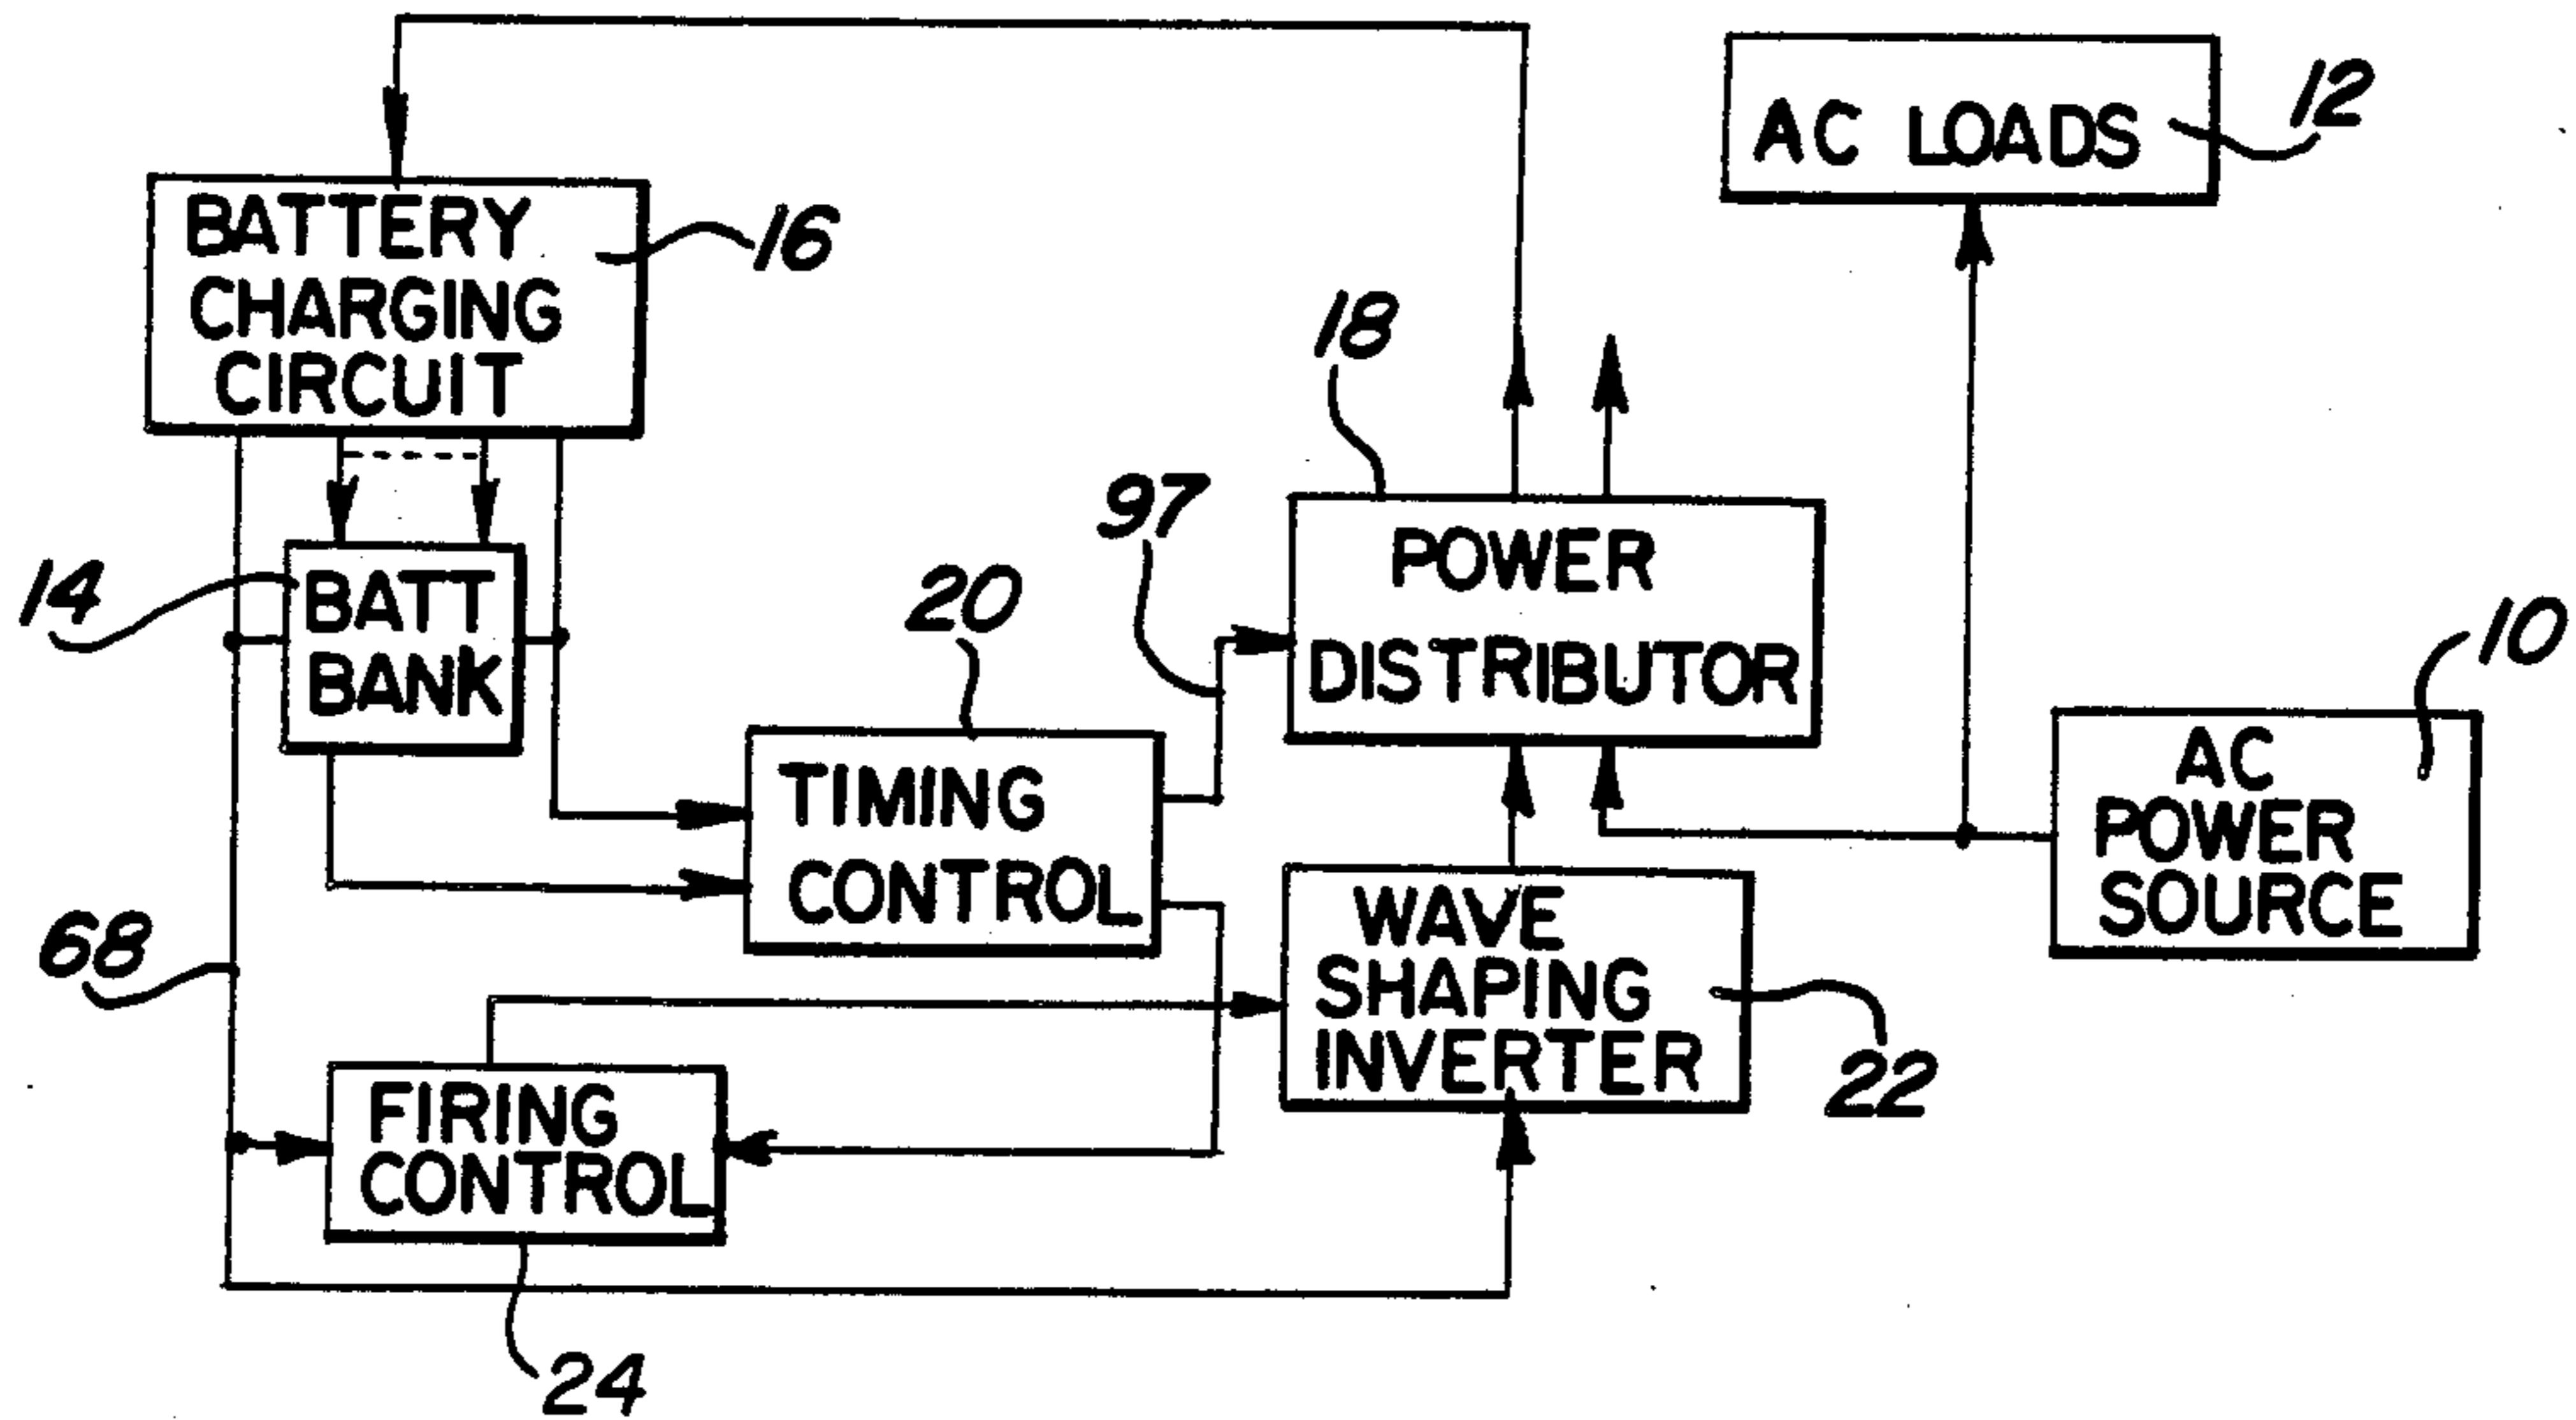 AC LOADS
12
BATTERY
CHARGING
CIRCUIT
16
18
97
POWER
DISTRIBUTOR
14
BATT
BANK
20
TIMING
CONTROL
10
AC
POWER
SOURCE
68
WAVE
SHAPING
INVERTER
22
FIRING
CONTROL
24